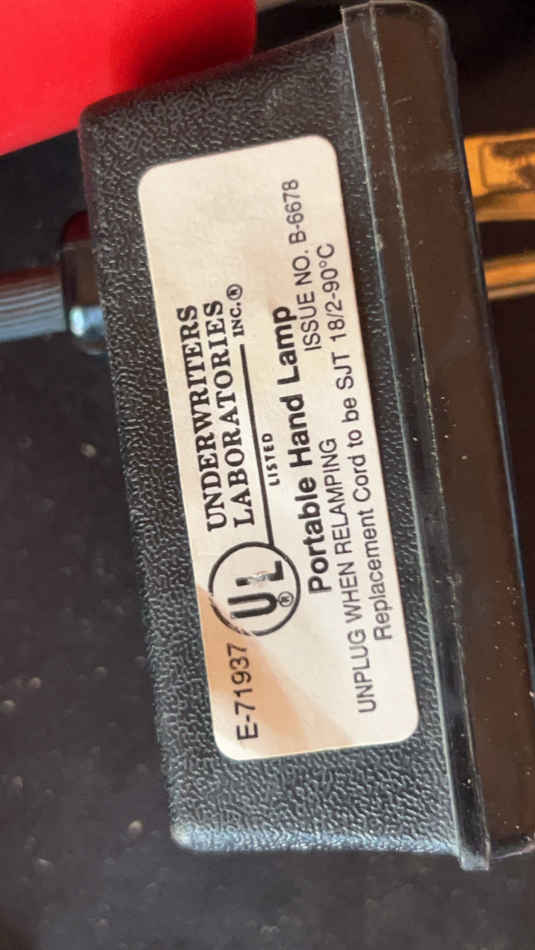 UNDERWRITERS
LABORATORIES
INC.®
LISTED
E-71937 UL®
Portable Hand Lamp
ISSUE NO. B-6678
UNPLUG WHEN RELAMPING
Replacement Cord to be SJT 18/2-90°C